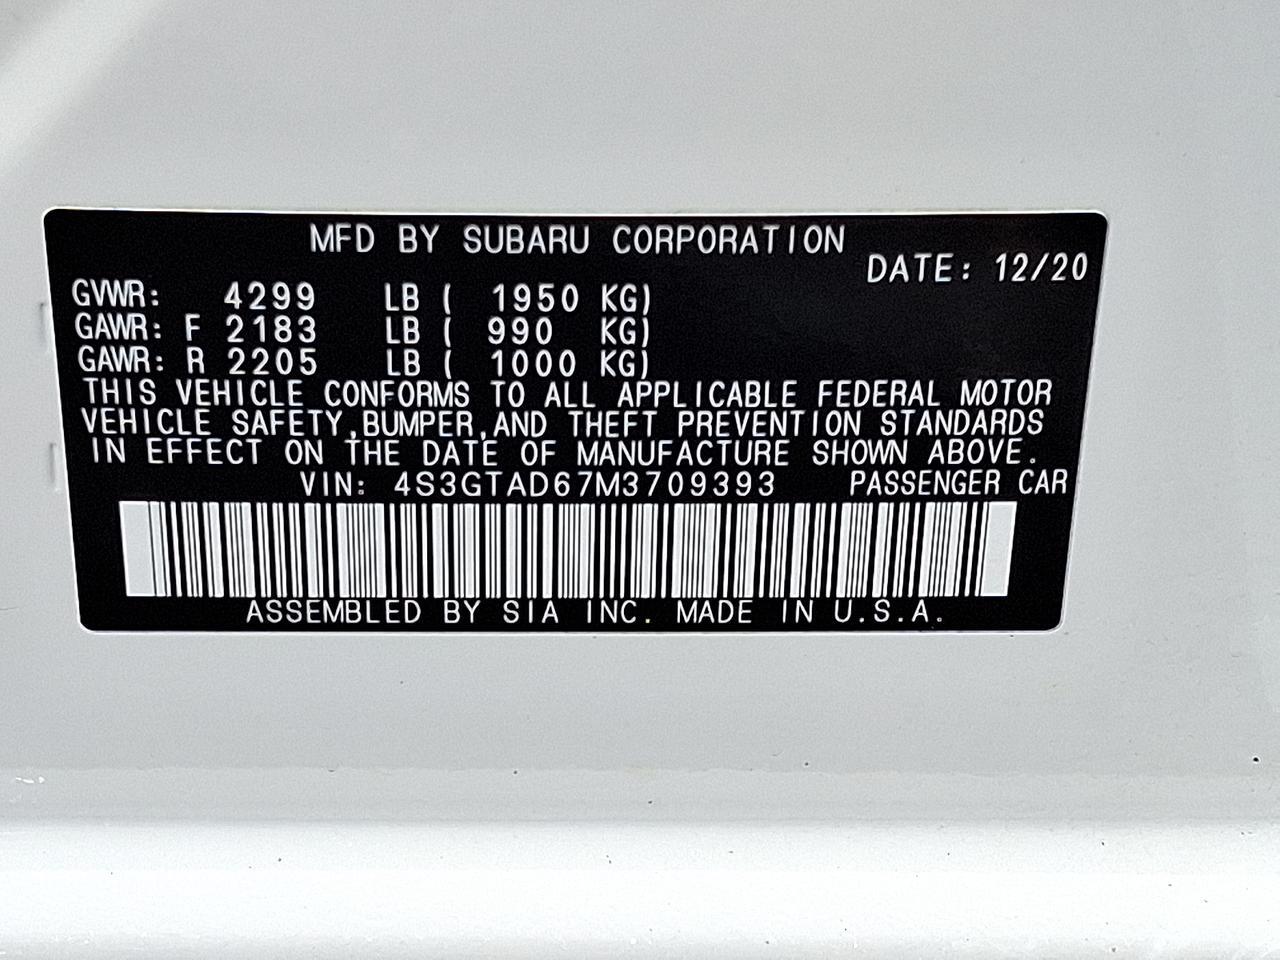 MFD BY SUBARU CORPORATION
DATE: 12/20
GVWR: 4299 LB ( 1950 KG)
GAWR: F 2183 LB ( 990 KG)
GAWR: R 2205 LB ( 1000 KG)
THIS VEHICLE CONFORMS TO ALL APPLICABLE FEDERAL MOTOR
VEHICLE SAFETY,BUMPER,AND THEFT PREVENTION STANDARDS
IN EFFECT ON THE DATE OF MANUFACTURE SHOWN ABOVE.
VIN: 4S3GTAD67M3709393 PASSENGER CAR
ASSEMBLED BY SIA INC. MADE IN U.S.A.